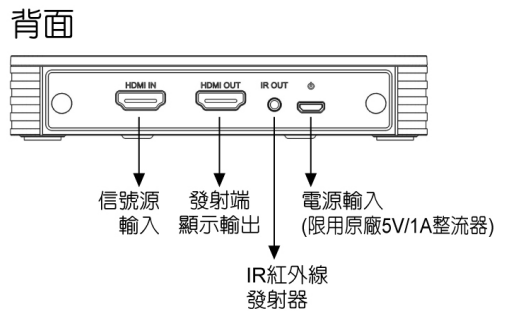 背面
HDMI IN
HDMI OUT
IR OUT
信號源
輸入
發射端
顯示輸出
電源輸入
(限用原廠5V/1A整流器)
IR紅外線
發射器